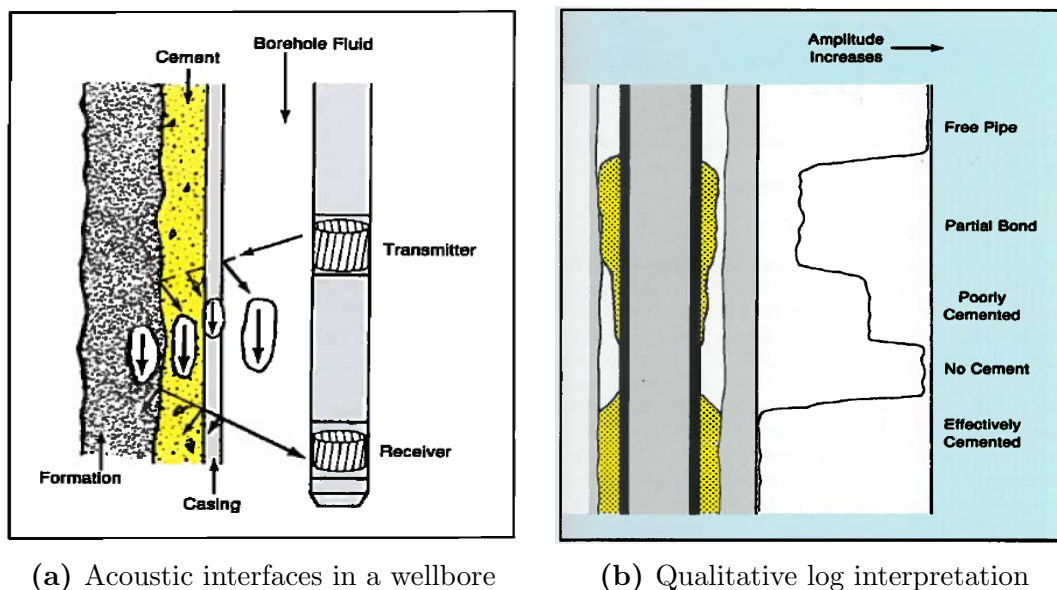 Borehole Fluid
Cement
Transmitter
Receiver
Formation
Casing
(a) Acoustic interfaces in a wellbore
Amplitude
Increases
Free Pipe
Partial Bond
Poorly
Cemented
No Cement
Effectively
Cemented
(b) Qualitative log interpretation